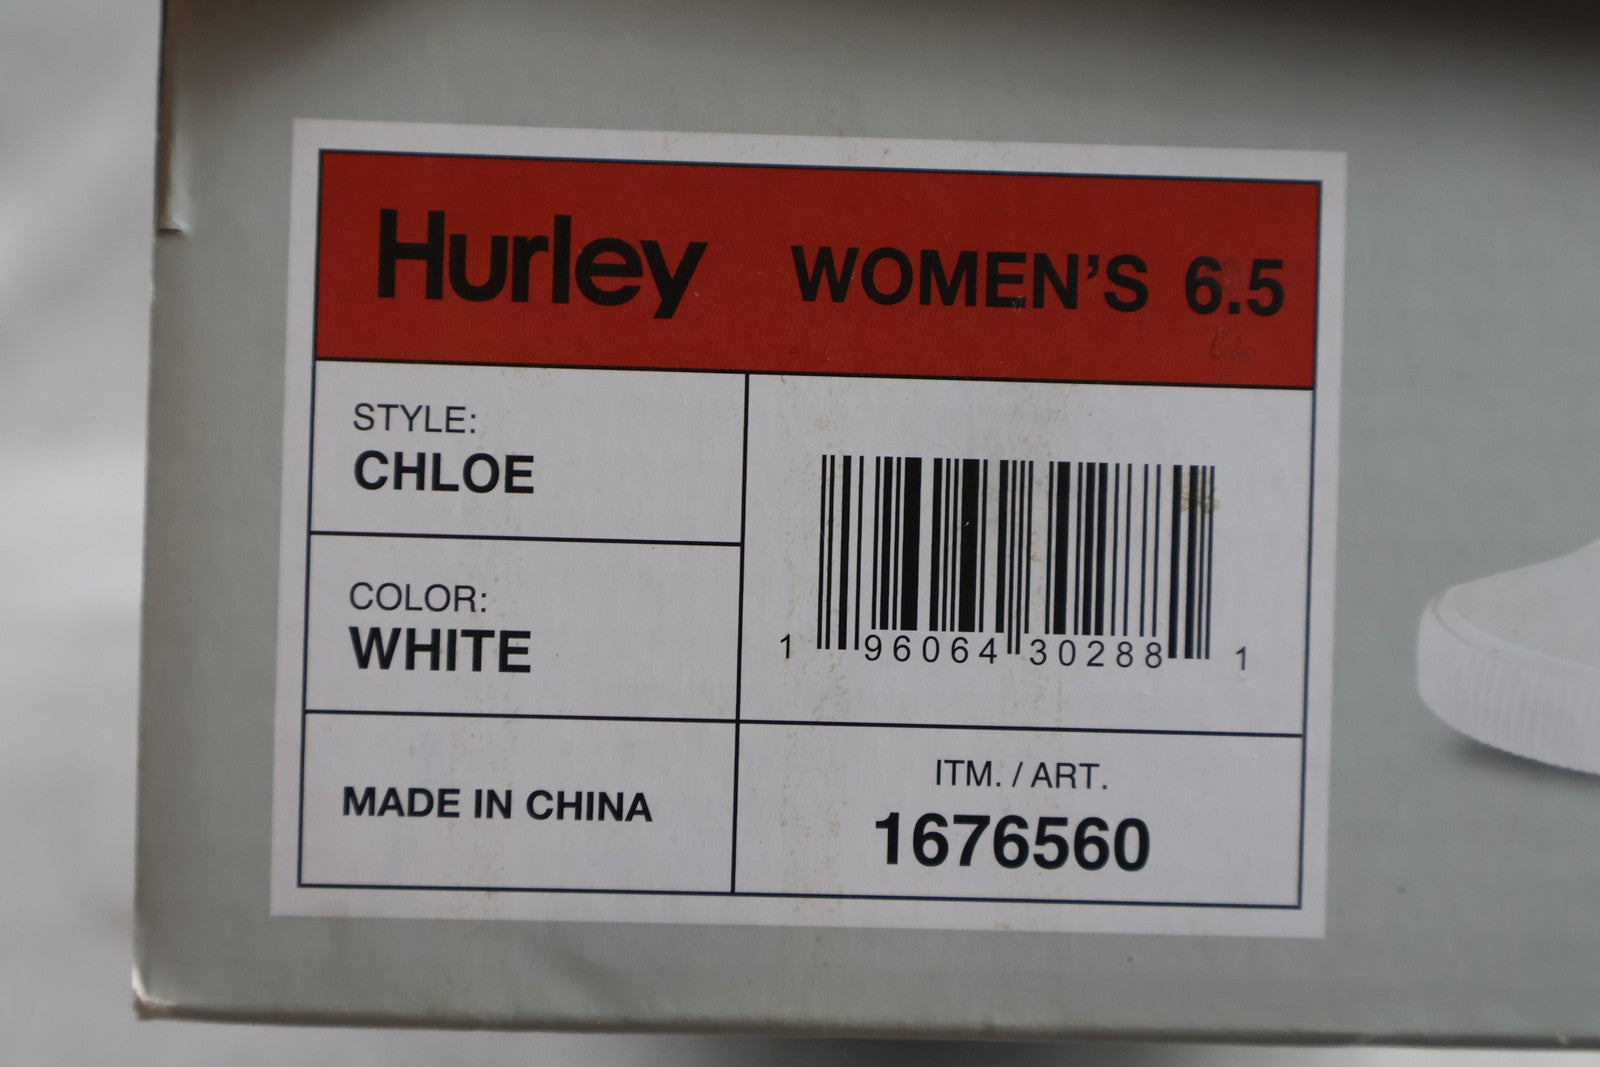 Hurley WOMEN'S 6.5
STYLE:
CHLOE
COLOR:
WHITE
MADE IN CHINA
1 96064 30288 1
ITM. / ART.
1676560